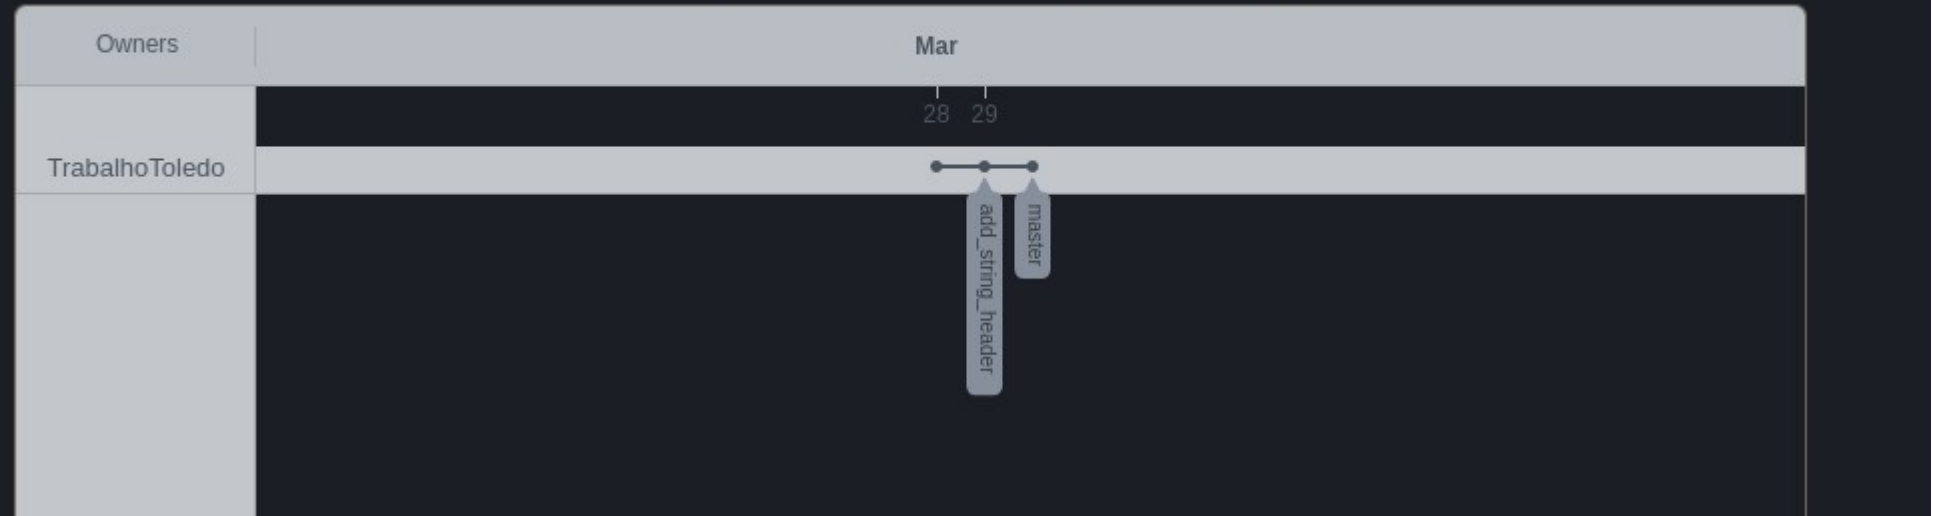 Owners
Mar
28 29
TrabalhoToledo
add_string_header
master